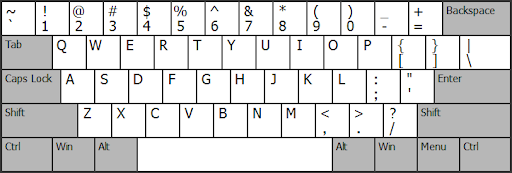 ~ ! @ # $ % ^ & * ( ) _ + Backspace
` 1 2 3 4 5 6 7 8 9 0 - =
Tab Q W E R T Y U I O P { } |
[ ] \
Caps Lock A S D F G H J K L : " Enter
; '
Shift Z X C V B N M < > ? Shift
, . /
Ctrl Win Alt Alt Win Menu Ctrl